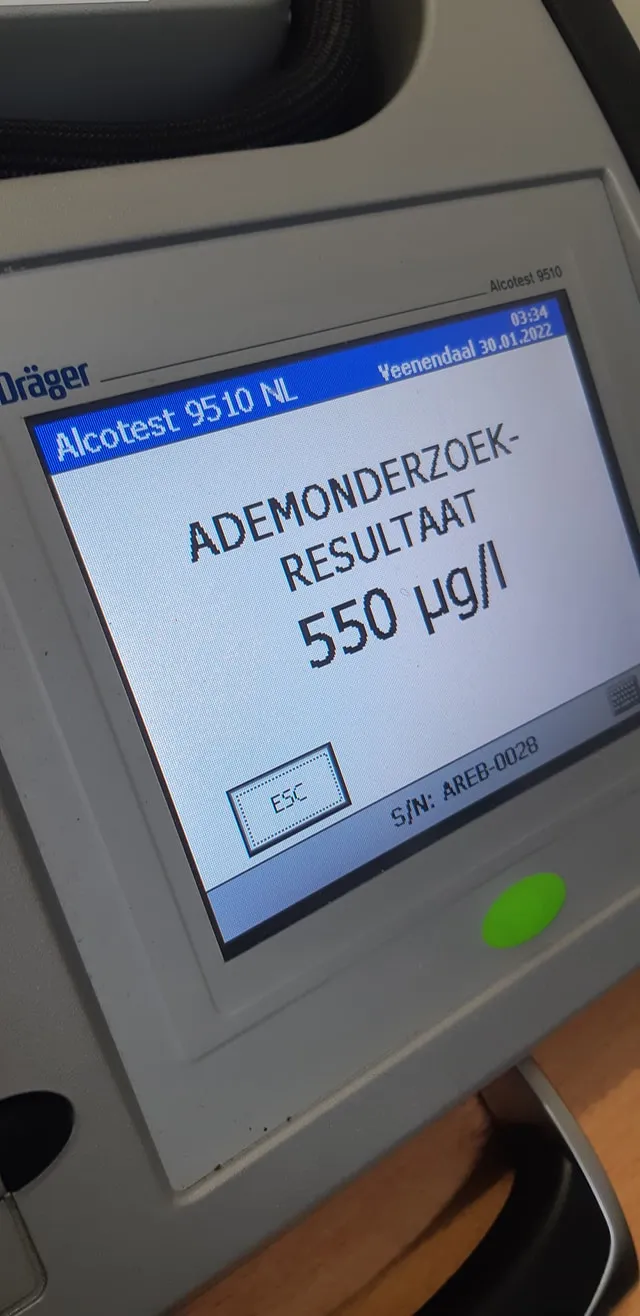 Alcotest 9510
Dräger
03:34
Alcotest 9510 NL
Veenendaal 30.01.2022
ADEMONDERZOEK-
RESULTAAT
550 µg/l
ESC
S/N: AREB-0028